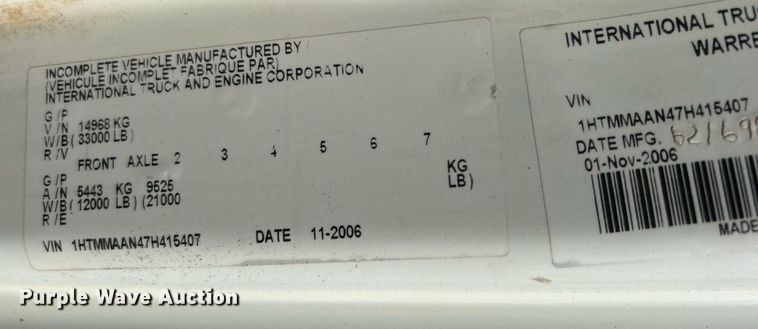 INCOMPLETE VEHICLE MANUFACTURED BY
(VEHICULE INCOMPLET FABRIQUE PAR)
INTERNATIONAL TRUCK AND ENGINE CORPORATION
G / P
V / N 14968 KG
W/B( 33000 LB)
R / V
FRONT AXLE 2 3 4 5 6 7
G / P
A / N 5443 KG 9525 KG
W/B( 12000 LB) (21000 LB)
R / E
VIN 1HTMMAAN47H415407 DATE 11-2006
INTERNATIONAL
VIN
1HTMMAAN47H415407
DATE MFG.
01-Nov-2006
MADE
Purple Wave Auction